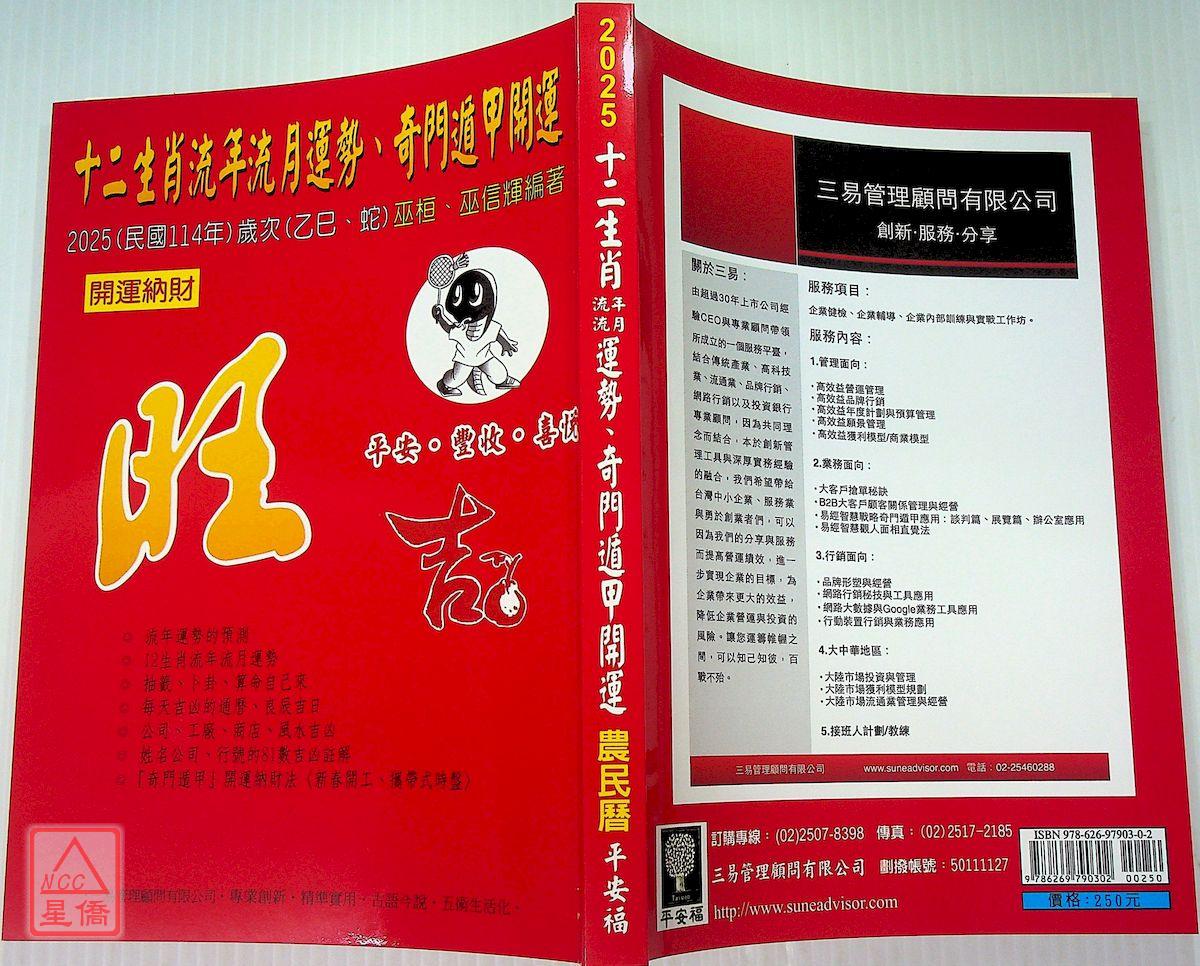 十二生肖流年流月運勢、奇門遁甲開運
2025(民國114年)歲次(乙巳、蛇)巫桓、巫信輝編著
開運納財
旺
平安・豐收・喜悅
吉
流年運勢的預測
12生肖流年流月運勢
抽籤、卜卦、算命自己來
每天吉凶的通曆、良辰吉日
公司、工廠、商店、風水吉凶
姓名公司、行號的81數吉凶註解
「奇門遁甲」開運納財法〈新春開工、攜帶式時盤〉
管理顧問有限公司・專業創新・精準實用、古語今說，五術生活化、
NCC
星僑
2025 十二生肖 流年流月 運勢、奇門遁甲開運 農民曆 平安福
三易管理顧問有限公司
創新‧服務‧分享
關於三易：
由超過30年上市公司經
驗CEO與專業顧問帶領
所成立的一個服務平臺，
結合傳統產業、高科技
業、流通業、品牌行銷、
網路行銷以及投資銀行
專業顧問，因為共同理
念而結合，本於創新管
理工具與深厚實務經驗
的融合，我們希望帶給
台灣中小企業、服務業
與勇於創業者們，可以
因為我們的分享與服務
而提高營運績效，進一
步實現企業的目標，為
企業帶來更大的效益，
降低企業營運與投資的
風險。讓您運籌帷幄之
間，可以知己知彼，百
戰不殆。
服務項目：
企業健檢、企業輔導、企業內部訓練與實戰工作坊。
服務內容：
1.管理面向：
‧高效益營運管理
‧高效益品牌行銷
‧高效益年度計劃與預算管理
‧高效益願景管理
‧高效益獲利模型/商業模型
2.業務面向：
‧大客戶搶單秘訣
‧B2B大客戶顧客關係管理與經營
‧易經智慧戰略奇門遁甲應用：談判篇、展覽篇、辦公室應用
‧易經智慧觀人面相直覺法
3.行銷面向：
‧品牌形塑與經營
‧網路行銷秘技與工具應用
‧網路大數據與Google業務工具應用
‧行動裝置行銷與業務應用
4.大中華地區：
‧大陸市場投資與管理
‧大陸市場獲利模型規劃
‧大陸市場流通業管理與經營
5.接班人計劃/教練
三易管理顧問有限公司 www.suneadvisor.com 電話：02-25460288
Taiwan
平安福
訂購專線：(02)2507-8398 傳真：(02)2517-2185
三易管理顧問有限公司 劃撥帳號：50111127
http://www.suneadvisor.com
ISBN 978-626-97903-0-2
9786269790302 00250
價格：250元